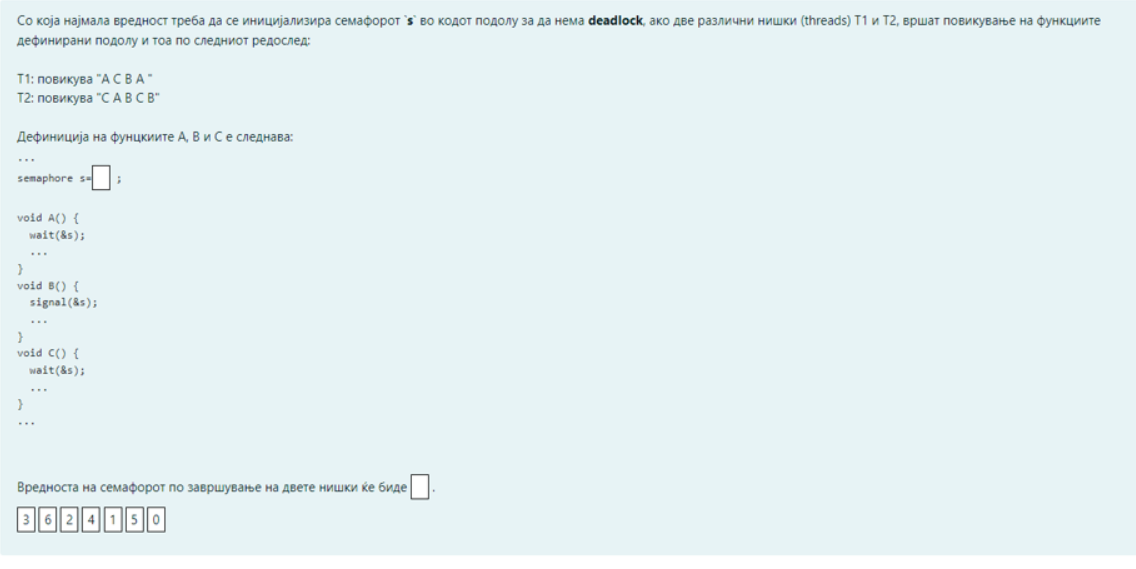 Со која најмала вредност треба да се иницијализира семафорот `s` во кодот подолу за да нема deadlock, ако две различни нишки (threads) T1 и T2, вршат повикување на функциите
дефинирани подолу и тоа по следниот редослед:
T1: повикува "A C B A "
T2: повикува "C A B C B"
Дефиниција на фунцкиите А, В и С е следнава:
...
semaphore s= ;
void A() {
wait(&s);
...
}
void B() {
signal(&s);
...
}
void C() {
wait(&s);
...
}
...
Вредноста на семафорот по завршување на двете нишки ќе биде .
3 6 2 4 1 5 0